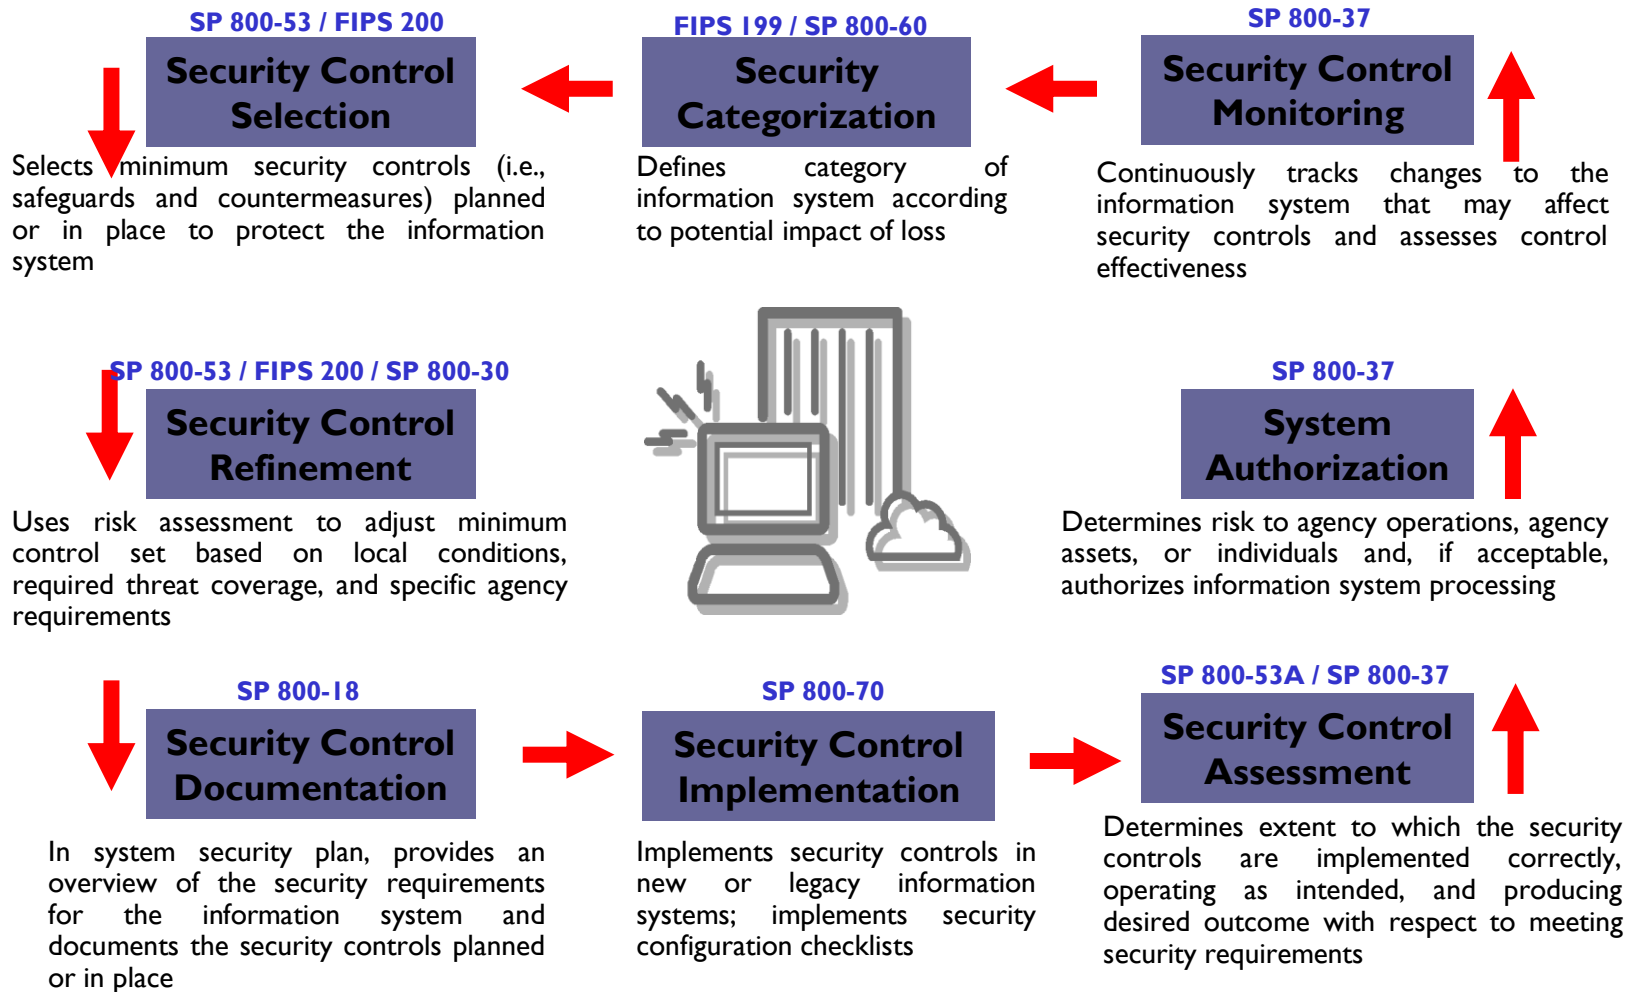 SP 800-53 / FIPS 200
Security Control
Selection
Selects minimum security controls (i.e.,
safeguards and countermeasures) planned
or in place to protect the information
system
FIPS 199 / SP 800-60
Security
Categorization
Defines category of
information system according
to potential impact of loss
SP 800-37
Security Control
Monitoring
Continuously tracks changes to the
information system that may affect
security controls and assesses control
effectiveness
SP 800-53 / FIPS 200 / SP 800-30
Security Control
Refinement
Uses risk assessment to adjust minimum
control set based on local conditions,
required threat coverage, and specific agency
requirements
SP 800-37
System
Authorization
Determines risk to agency operations, agency
assets, or individuals and, if acceptable,
authorizes information system processing
SP 800-18
Security Control
Documentation
In system security plan, provides an
overview of the security requirements
for the information system and
documents the security controls planned
or in place
SP 800-70
Security Control
Implementation
Implements security controls in
new or legacy information
systems; implements security
configuration checklists
SP 800-53A / SP 800-37
Security Control
Assessment
Determines extent to which the security
controls are implemented correctly,
operating as intended, and producing
desired outcome with respect to meeting
security requirements